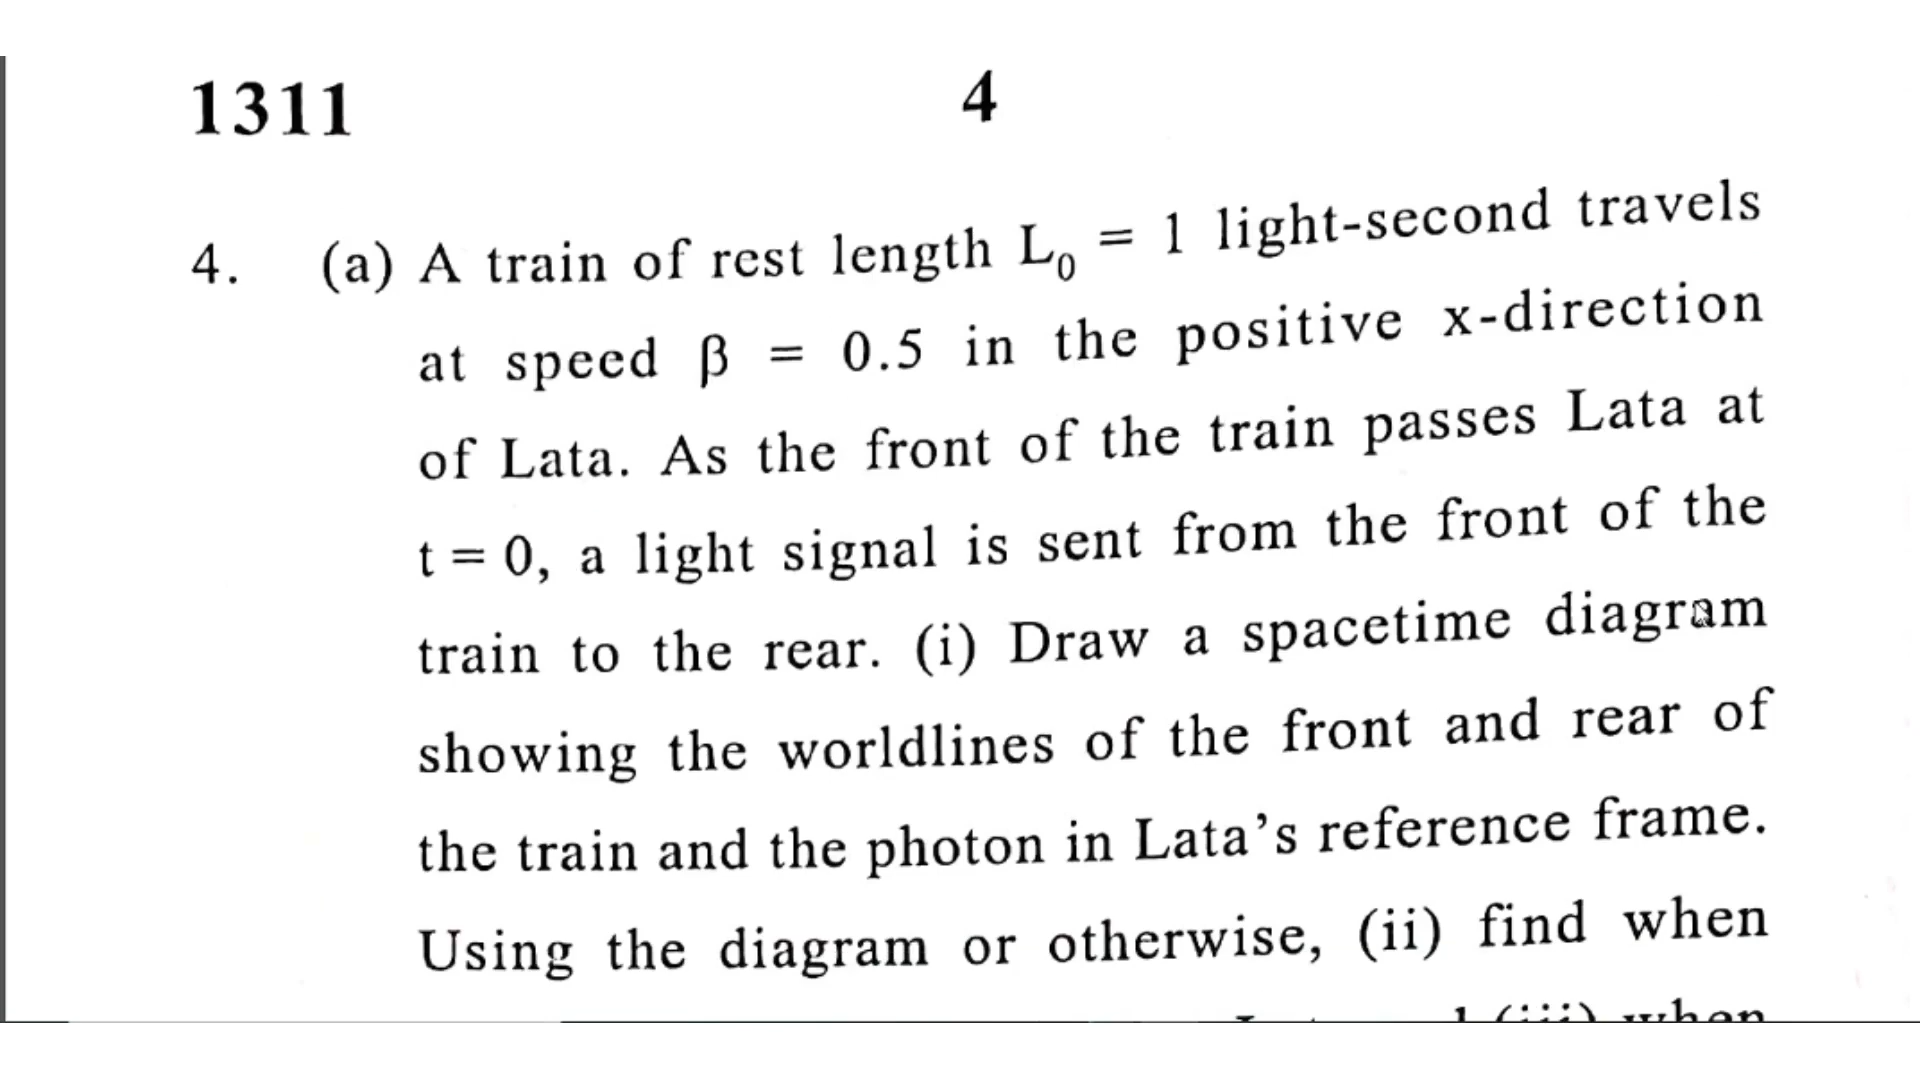 1311 4
4. (a) A train of rest length L₀ = 1 light-second travels
at speed β = 0.5 in the positive x-direction
of Lata. As the front of the train passes Lata at
t = 0, a light signal is sent from the front of the
train to the rear. (i) Draw a spacetime diagram
showing the worldlines of the front and rear of
the train and the photon in Lata's reference frame.
Using the diagram or otherwise, (ii) find when
(iii) when